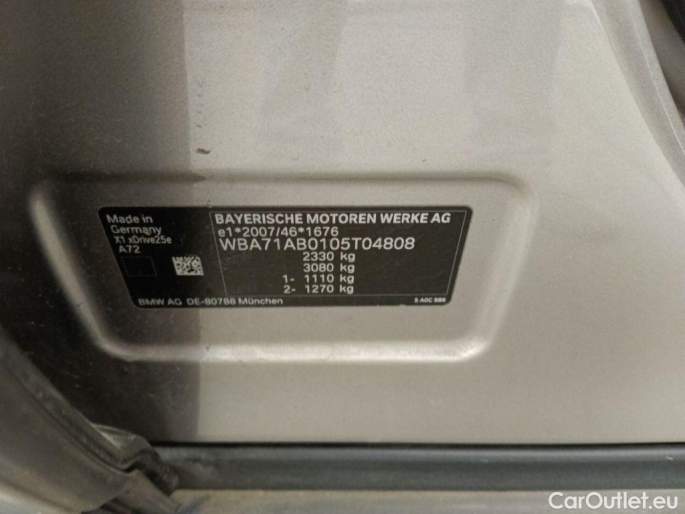 Made in
Germany
X1 xDrive25e
A72
BAYERISCHE MOTOREN WERKE AG
e1*2007/46*1676
WBA71AB0105T04808
2330 kg
3080 kg
1- 1110 kg
2- 1270 kg
BMW AG DE-80788 München
CarOutlet.eu